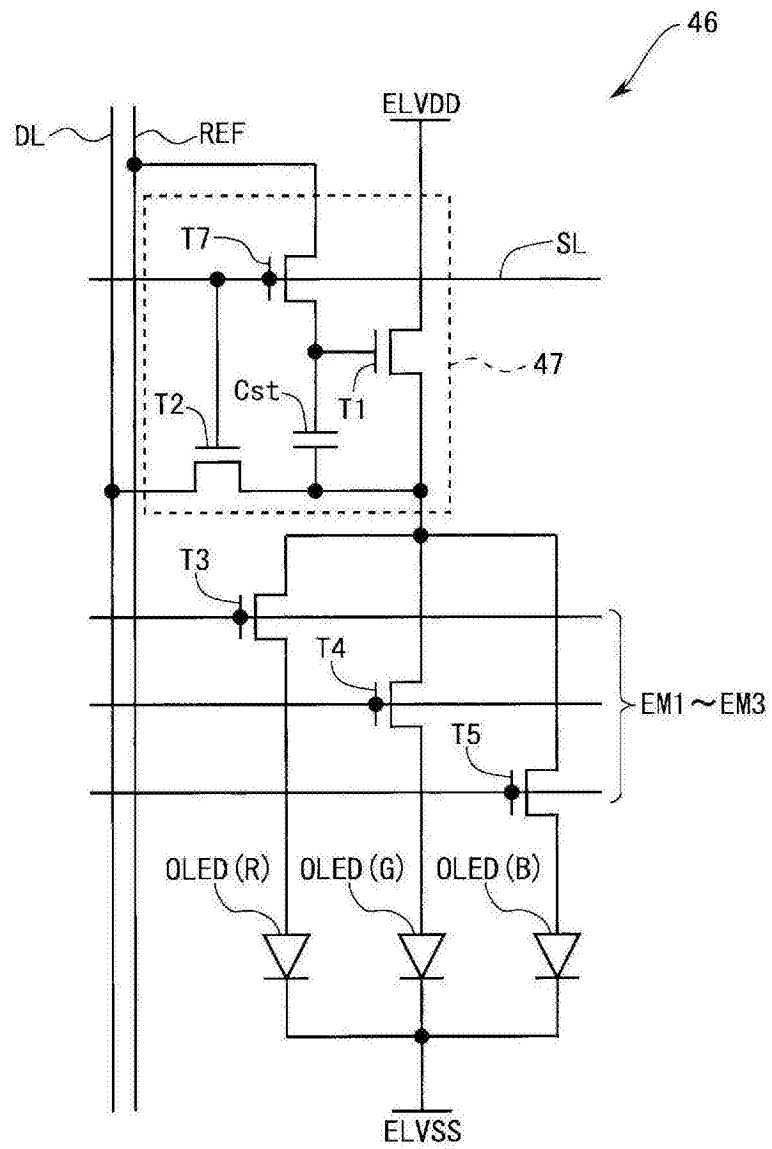 46
ELVDD
DL
REF
T7
SL
T1
47
Cst
T2
T3
T4
EM1～EM3
T5
OLED(R)
OLED(G)
OLED(B)
ELVSS